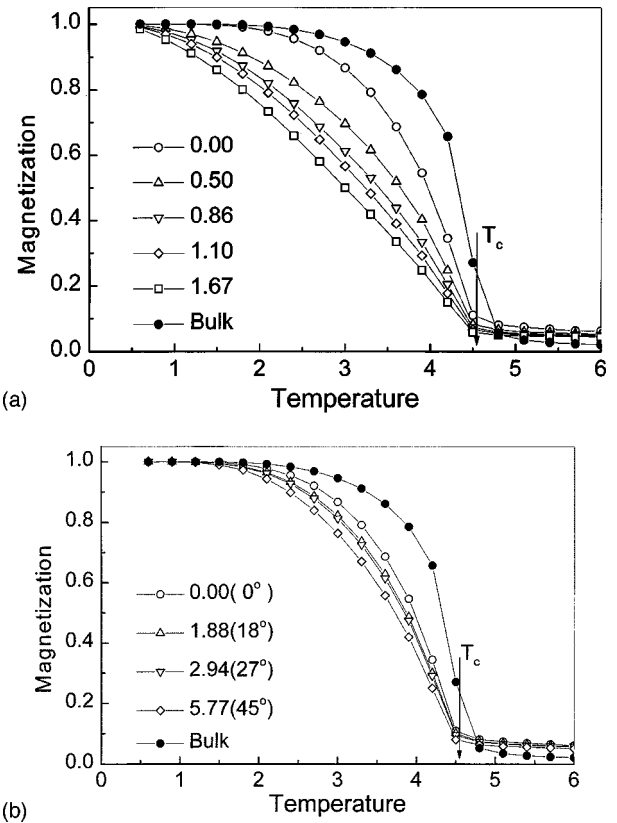 1.0
0.8
0.6
0.4
0.2
0.0
Magnetization
0.00
0.50
0.86
1.10
1.67
Bulk
Tc
0 1 2 3 4 5 6
Temperature
(a)
1.0
0.8
0.6
0.4
0.2
0.0
Magnetization
0.00(0°)
1.88(18°)
2.94(27°)
5.77(45°)
Bulk
Tc
0 1 2 3 4 5 6
Temperature
(b)